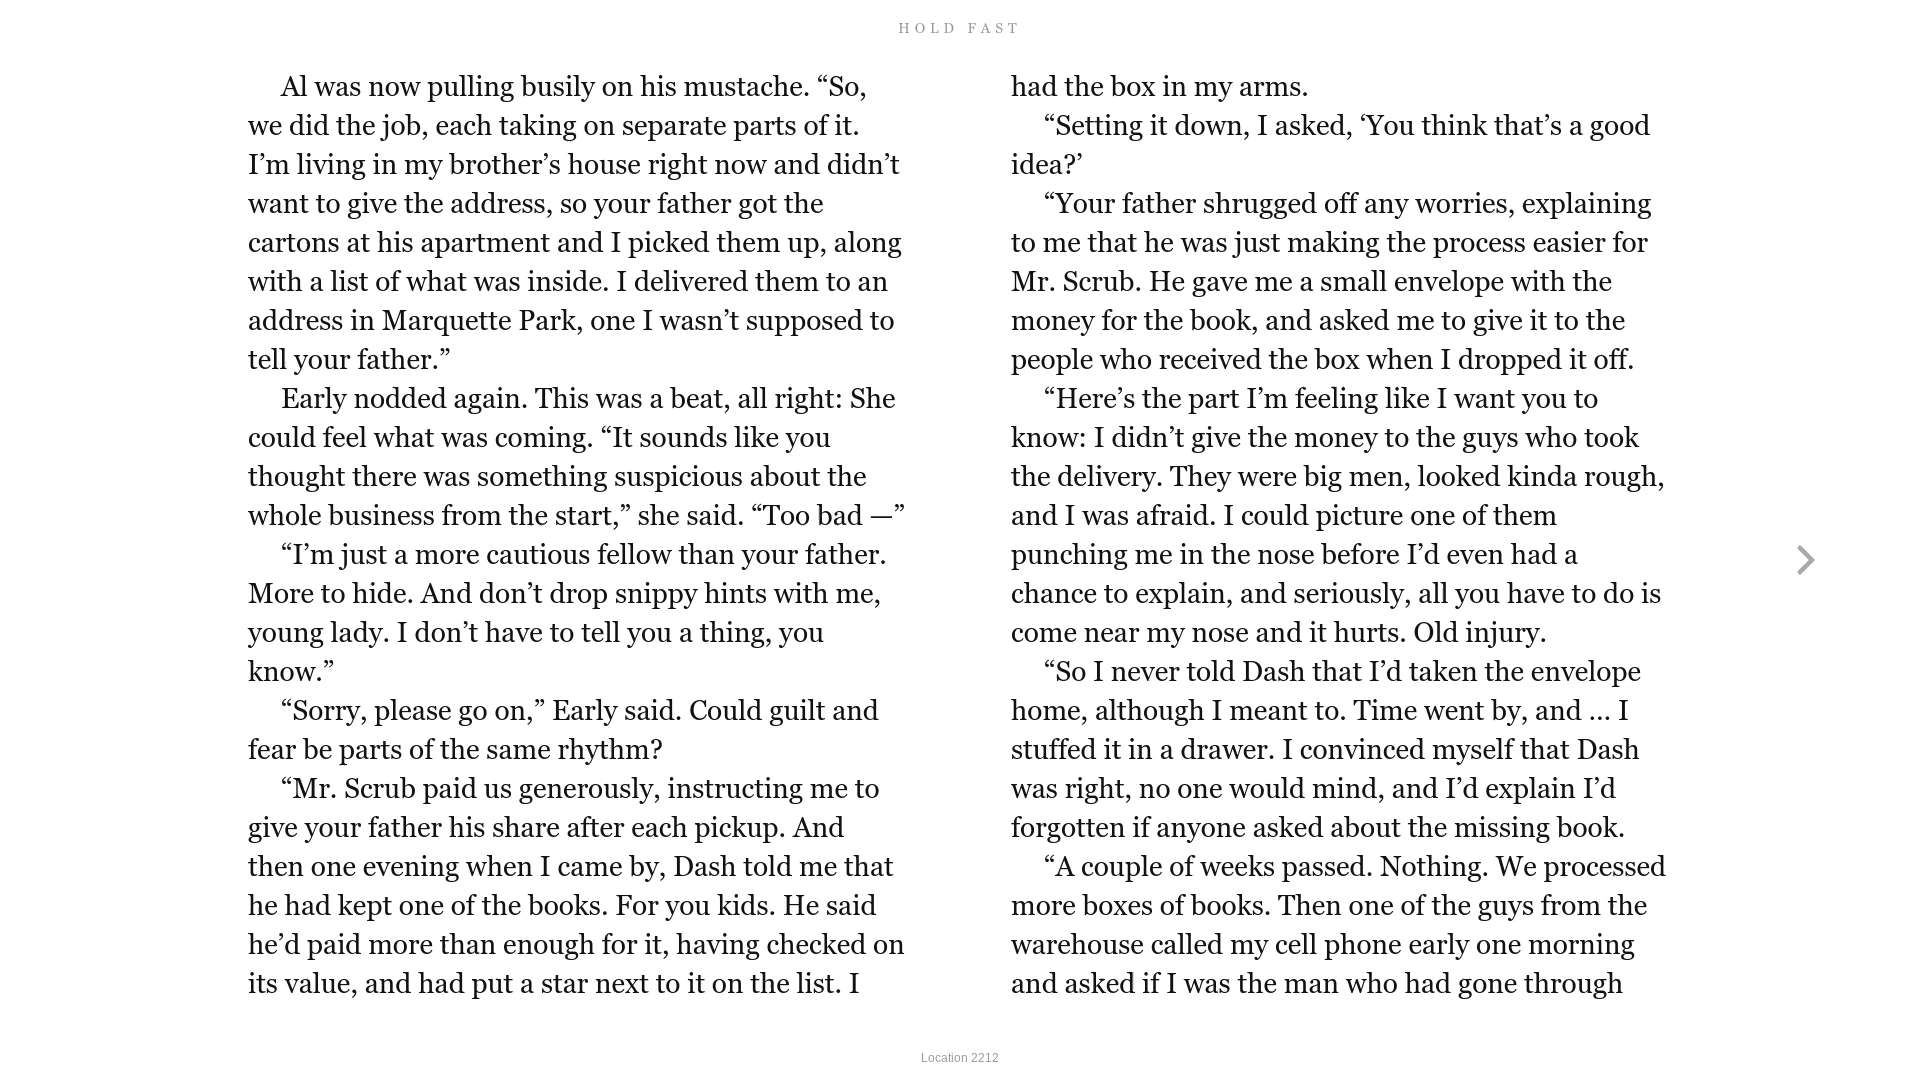 HOLD FAST
Al was now pulling busily on his mustache. “So,
we did the job, each taking on separate parts of it.
I’m living in my brother’s house right now and didn’t
want to give the address, so your father got the
cartons at his apartment and I picked them up, along
with a list of what was inside. I delivered them to an
address in Marquette Park, one I wasn’t supposed to
tell your father.”
Early nodded again. This was a beat, all right: She
could feel what was coming. “It sounds like you
thought there was something suspicious about the
whole business from the start,” she said. “Too bad —”
“I’m just a more cautious fellow than your father.
More to hide. And don’t drop snippy hints with me,
young lady. I don’t have to tell you a thing, you
know.”
“Sorry, please go on,” Early said. Could guilt and
fear be parts of the same rhythm?
“Mr. Scrub paid us generously, instructing me to
give your father his share after each pickup. And
then one evening when I came by, Dash told me that
he had kept one of the books. For you kids. He said
he’d paid more than enough for it, having checked on
its value, and had put a star next to it on the list. I
had the box in my arms.
“Setting it down, I asked, ‘You think that’s a good
idea?’
“Your father shrugged off any worries, explaining
to me that he was just making the process easier for
Mr. Scrub. He gave me a small envelope with the
money for the book, and asked me to give it to the
people who received the box when I dropped it off.
“Here’s the part I’m feeling like I want you to
know: I didn’t give the money to the guys who took
the delivery. They were big men, looked kinda rough,
and I was afraid. I could picture one of them
punching me in the nose before I’d even had a
chance to explain, and seriously, all you have to do is
come near my nose and it hurts. Old injury.
“So I never told Dash that I’d taken the envelope
home, although I meant to. Time went by, and ... I
stuffed it in a drawer. I convinced myself that Dash
was right, no one would mind, and I’d explain I’d
forgotten if anyone asked about the missing book.
“A couple of weeks passed. Nothing. We processed
more boxes of books. Then one of the guys from the
warehouse called my cell phone early one morning
and asked if I was the man who had gone through
Location 2212